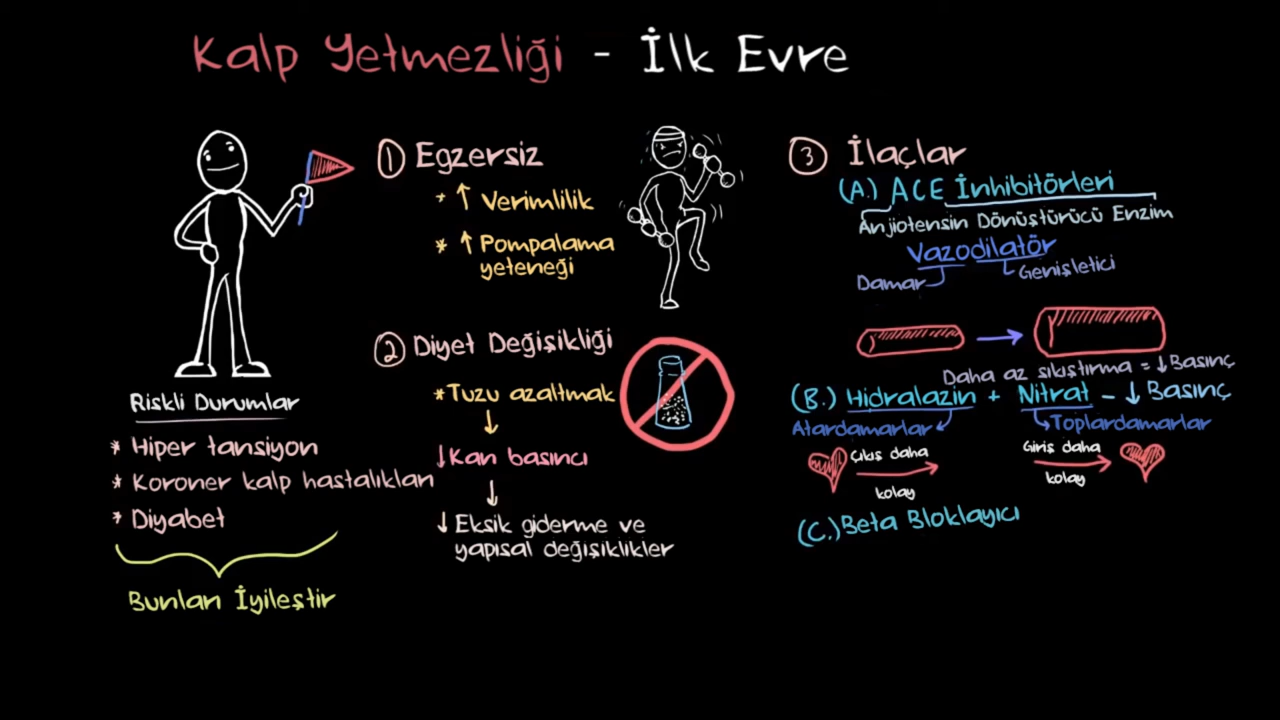 Kalp Yetmezliği - İlk Evre
Riskli Durumlar
* Hiper tansiyon
* Koroner kalp hastalıkları
* Diyabet
Bunları İyileştir
1 Egzersiz
* ↑ Verimlilik
* ↑ Pompalama
yeteneği
2 Diyet Değişikliği
* Tuzu azaltmak
↓
↓ Kan basıncı
↓
↓ Eksik giderme ve
yapısal değişiklikler
3 İlaçlar
(A.) ACE İnhibitörleri
Anjiotensin Dönüştürücü Enzim
Vazodilatör
Damar Genişletici
Daha az sıkıştırma = ↓ Basınç
(B.) Hidralazin + Nitrat - ↓ Basınç
Atardamarlar Toplardamarlar
Çıkış daha Giriş daha
kolay kolay
(C.) Beta Bloklayıcı